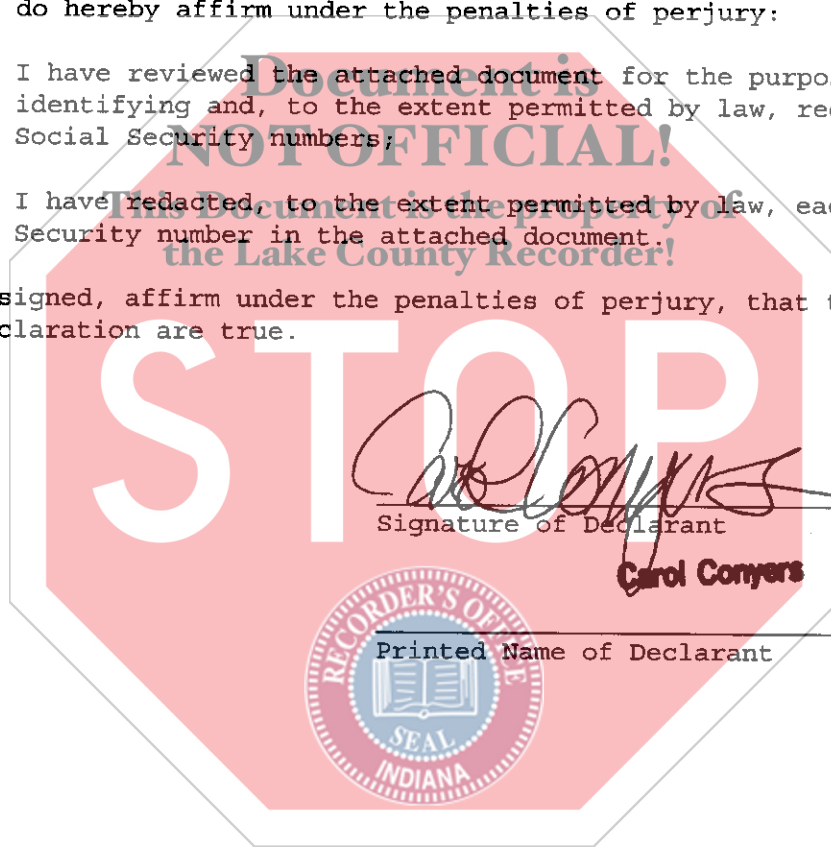 do hereby affirm under the penalties of perjury:
I have reviewed the attached document for the purpo
identifying and, to the extent permitted by law, re
Social Security numbers;
I have redacted, to the extent permitted by law, ea
Security number in the attached document.
signed, affirm under the penalties of perjury, that
claration are true.
Document is
NOT OFFICIAL!
This Document is the property of
the Lake County Recorder!
STOP
Carol Conyers
Signature of Declarant
Carol Conyers
Printed Name of Declarant
RECORDER'S OFFICE
SEAL
INDIANA